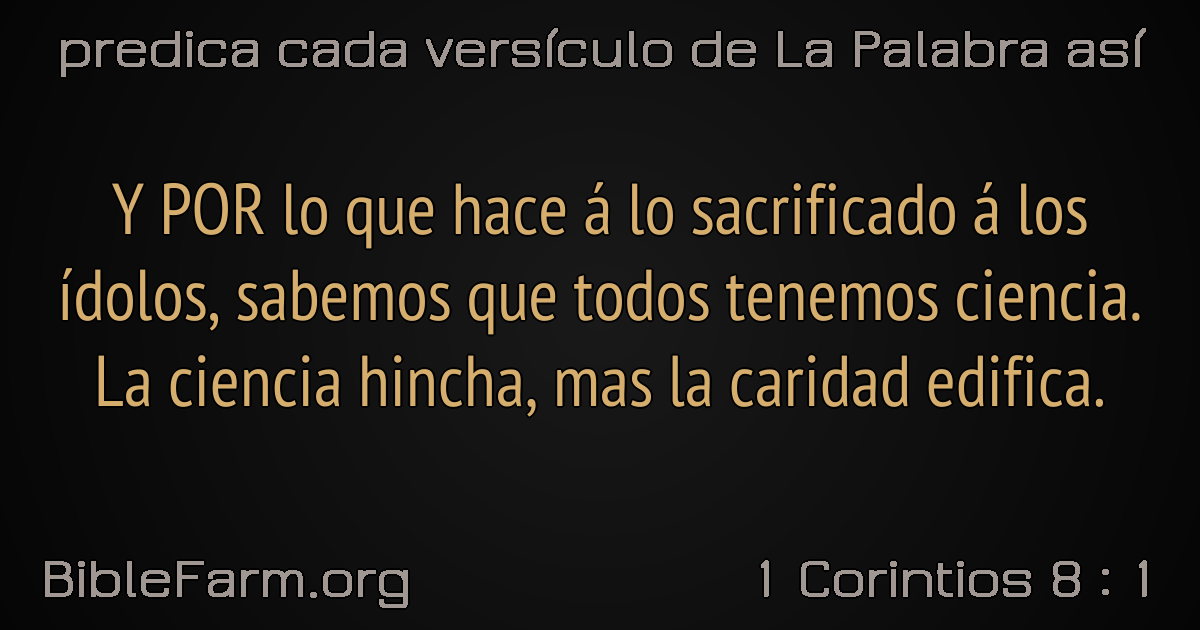 predica cada versículo de La Palabra así
Y POR lo que hace á lo sacrificado á los
ídolos, sabemos que todos tenemos ciencia.
La ciencia hincha, mas la caridad edifica.
BibleFarm.org
1 Corintios 8 : 1